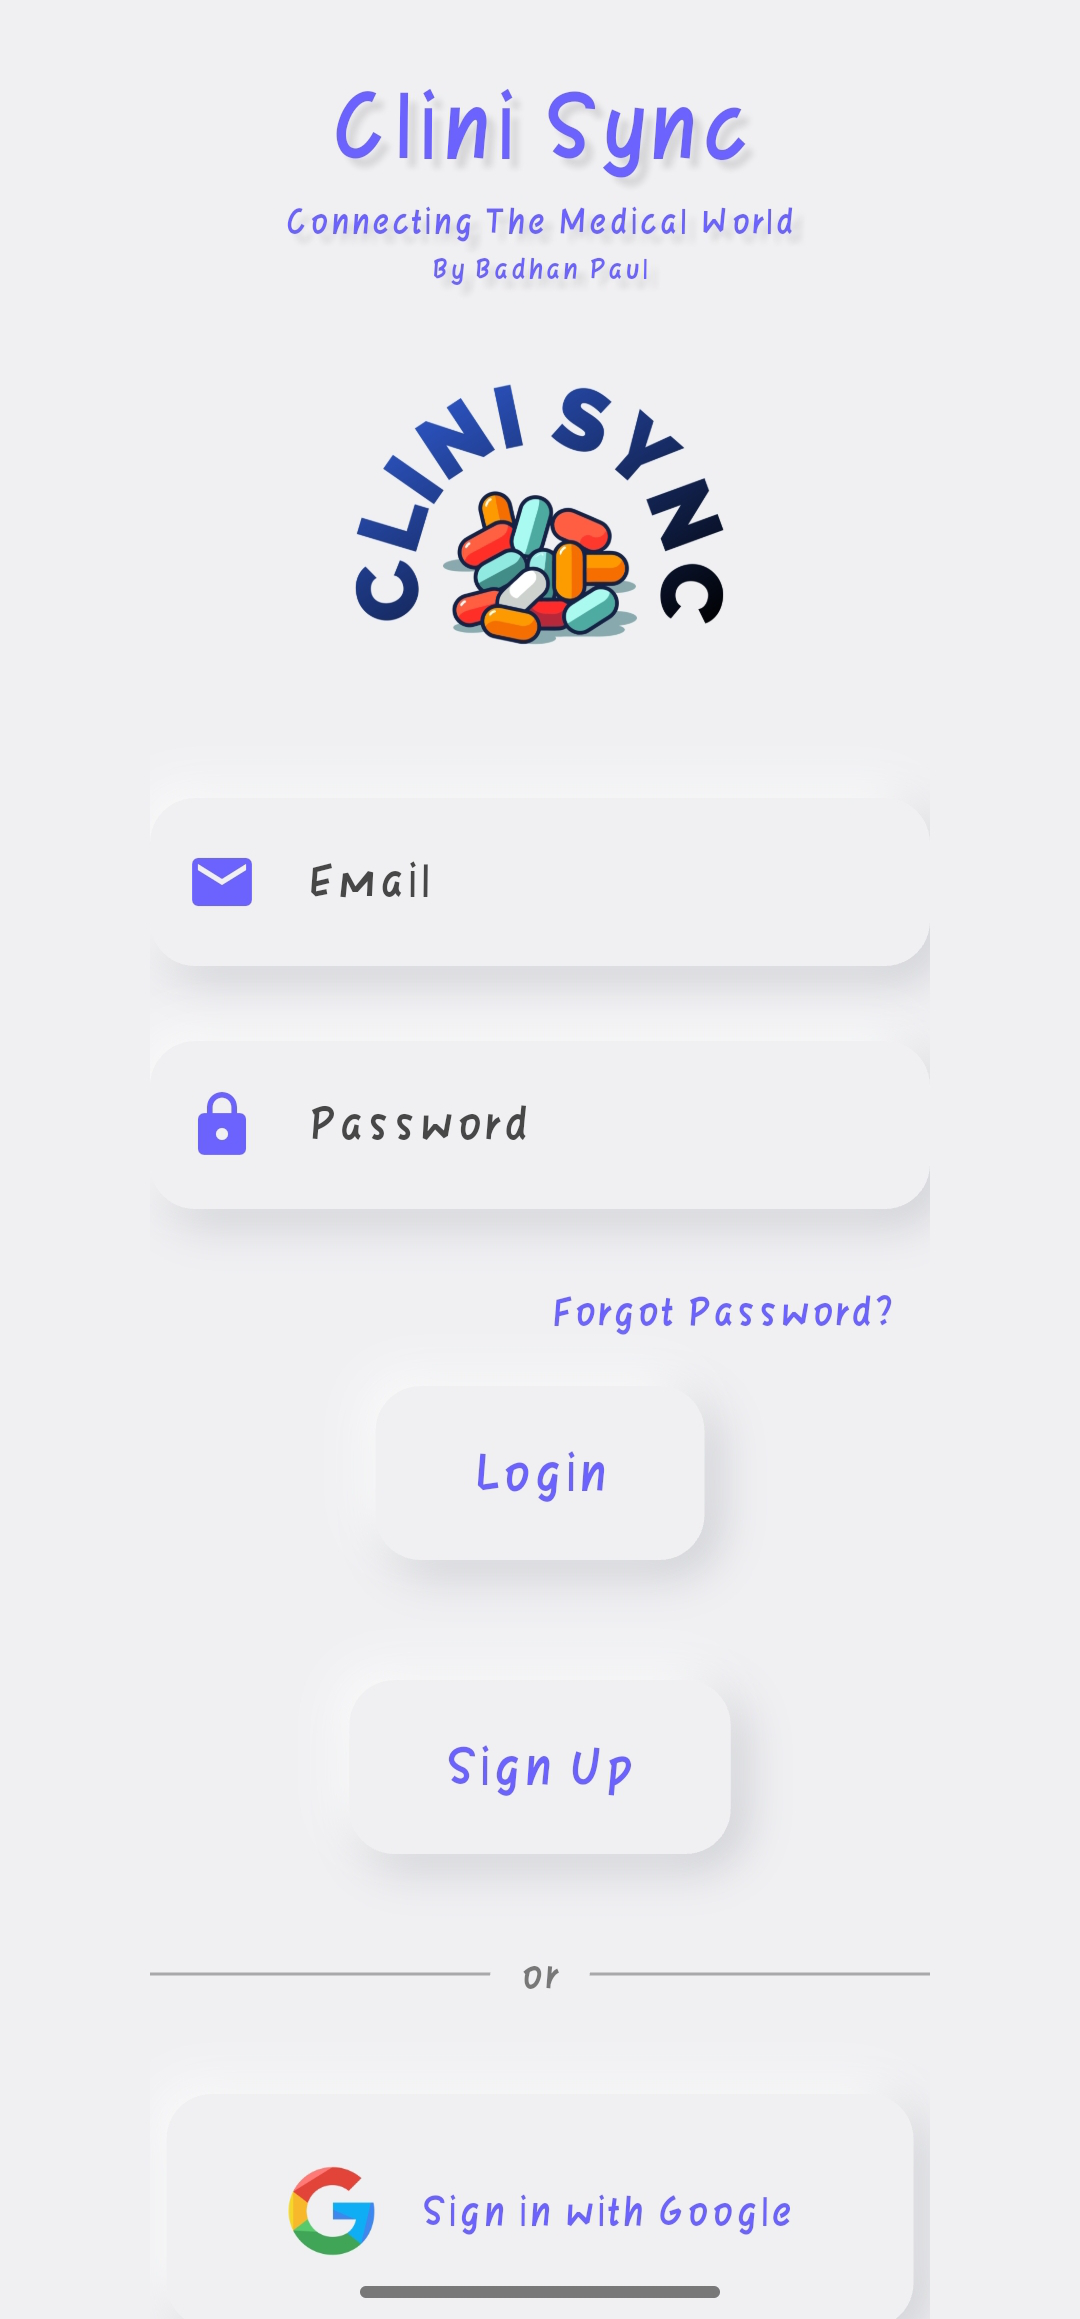 Clini Sync
Connecting The Medical World
By Badhan Paul
CLINI SYNC
Email
Password
Forgot Password?
Login
Sign Up
or
Sign in with Google